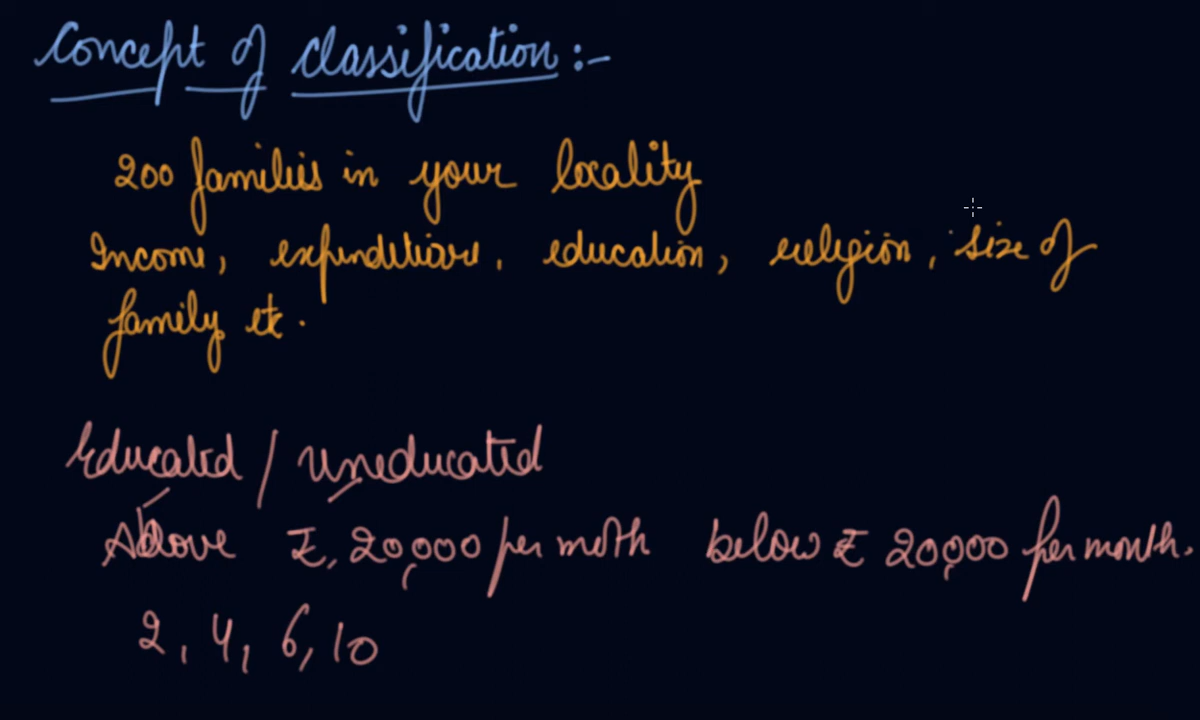 Concept of classification :-
200 families in your locality
Income, expenditure, education, religion, size of
family etc.
Educated / uneducated
Above ₹, 20,000 per moth below ₹ 20,000 per month.
2, 4, 6, 10